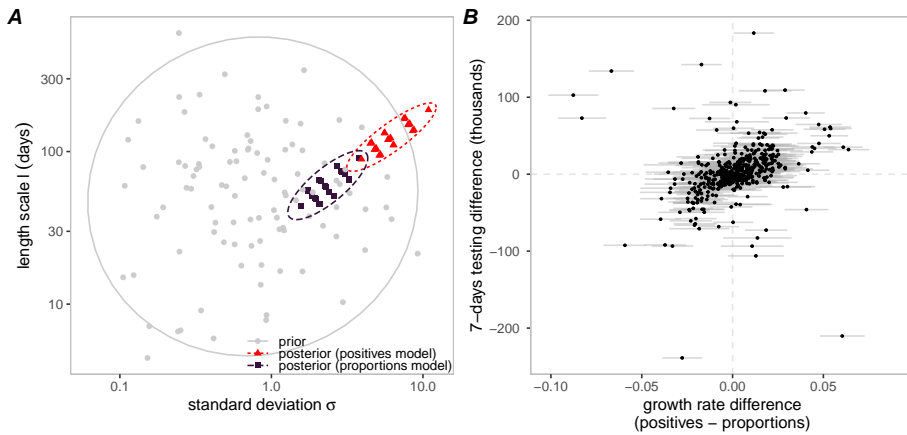 A
length scale l (days)
300
100
30
10
prior
posterior (positives model)
posterior (proportions model)
0.1
1.0
10.0
standard deviation σ
B
7−days testing difference (thousands)
200
100
0
−100
−200
−0.10
−0.05
0.00
0.05
growth rate difference
(positives − proportions)